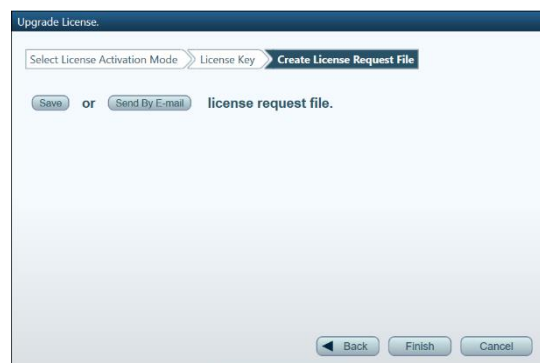 Upgrade License.
Select License Activation Mode License Key Create License Request File
Save or Send By E-mail license request file.
Back Finish Cancel